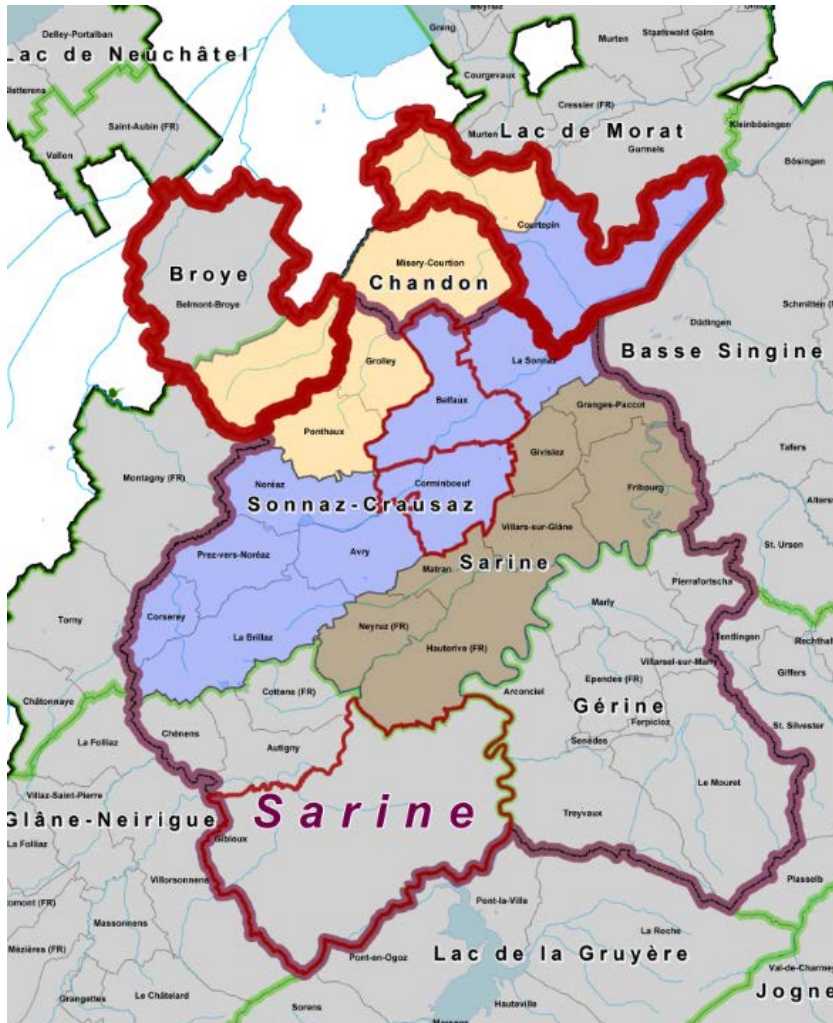 Delley-Portalban
Lac de Neuchâtel
Gletterens
Saint-Aubin (FR)
Vallon
Greng
Murten
Staatswald Galm
Courgevaux
Cressier (FR)
Murten
Lac de Morat
Gurmels
Kleinbösingen
Bösingen
Courtepin
Misery-Courtion
Chandon
Broye
Belmont-Broye
Schmitten
Düdingen
Basse Singine
Grolley
La Sonnaz
Belfaux
Granges-Paccot
Ponthaux
Givisiez
Tafers
Montagny (FR)
Noréaz
Corminboeuf
Fribourg
Sonnaz-Crausaz
Villars-sur-Glâne
Prez-vers-Noréaz
Avry
Matran
Sarine
St. Ursen
Pierrafortscha
Torny
Corserey
La Brillaz
Neyruz (FR)
Marly
Hauterive (FR)
Tentlingen
Villarsel-sur-Marly
Giffers
Châtonnaye
Cottens (FR)
Arconciel
Ependes (FR)
Gérine
Ferpicloz
St. Silvester
La Folliaz
Chénens
Autigny
Senèdes
Le Mouret
Villaz-Saint-Pierre
Glâne-Neirigue
Sarine
Treyvaux
Gibloux
La Folliaz
Villorsonnens
Plasselb
Pont-la-Ville
Massonnens
La Roche
Mézières (FR)
Pont-en-Ogoz
Lac de la Gruyère
Val-de-Charmey
Jogne
Grangettes
Le Châtelard
Sorens
Hauteville